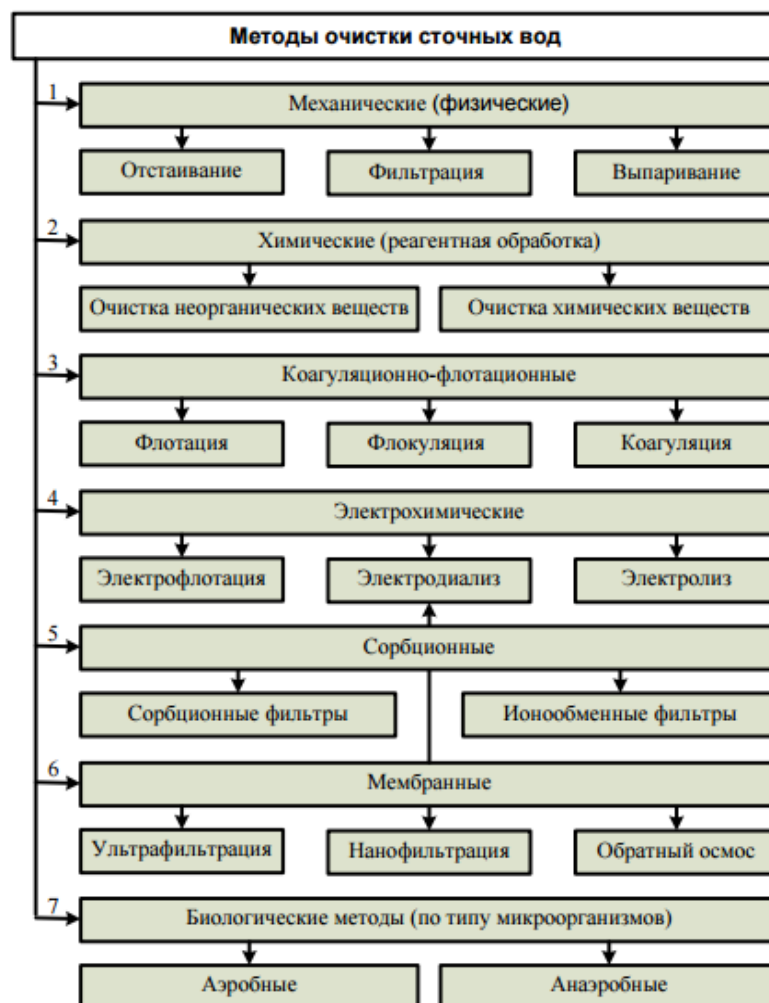 Методы очистки сточных вод
1
Механические (физические)
Отстаивание
Фильтрация
Выпаривание
2
Химические (реагентная обработка)
Очистка неорганических веществ
Очистка химических веществ
3
Коагуляционно-флотационные
Флотация
Флокуляция
Коагуляция
4
Электрохимические
Электрофлотация
Электродиализ
Электролиз
5
Сорбционные
Сорбционные фильтры
Ионообменные фильтры
6
Мембранные
Ультрафильтрация
Нанофильтрация
Обратный осмос
7
Биологические методы (по типу микроорганизмов)
Аэробные
Анаэробные